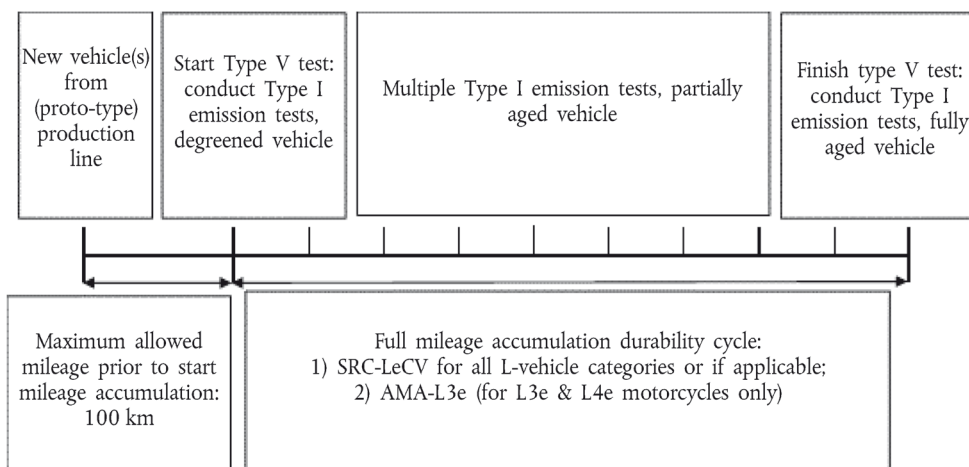 New vehicle(s)
from
(proto-type)
production
line
Start Type V test:
conduct Type I
emission tests,
degreened vehicle
Multiple Type I emission tests, partially
aged vehicle
Finish type V test:
conduct Type I
emission tests, fully
aged vehicle
Maximum allowed
mileage prior to start
mileage accumulation:
100 km
Full mileage accumulation durability cycle:
1) SRC-LeCV for all L-vehicle categories or if applicable;
2) AMA-L3e (for L3e & L4e motorcycles only)